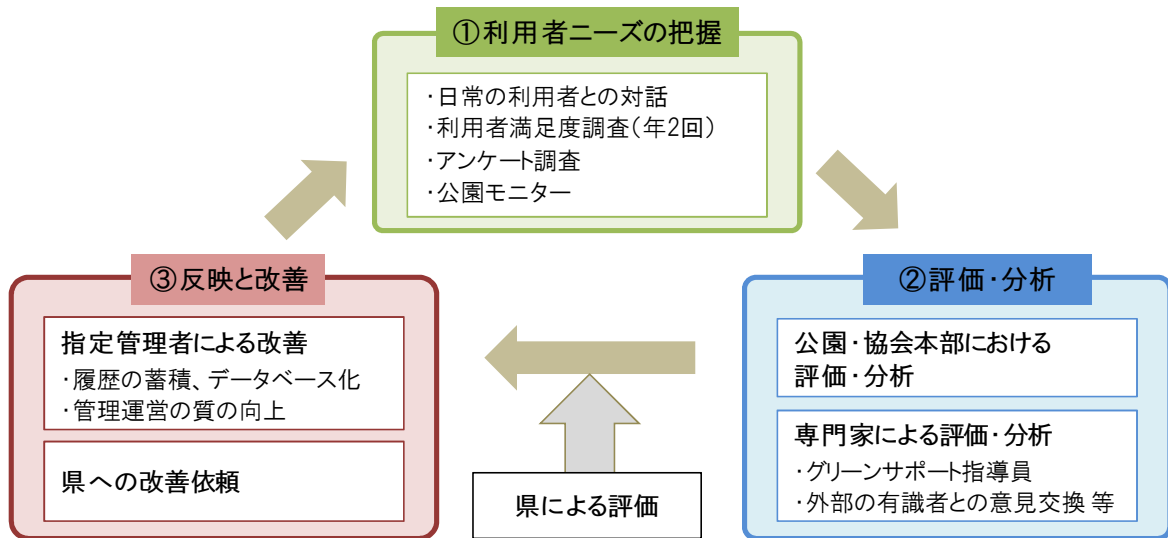 ①利用者ニーズの把握
・日常の利用者との対話
・利用者満足度調査(年2回)
・アンケート調査
・公園モニター
②評価・分析
公園・協会本部における
評価・分析
専門家による評価・分析
・グリーンサポート指導員
・外部の有識者との意見交換 等
県による評価
③反映と改善
指定管理者による改善
・履歴の蓄積、データベース化
・管理運営の質の向上
県への改善依頼